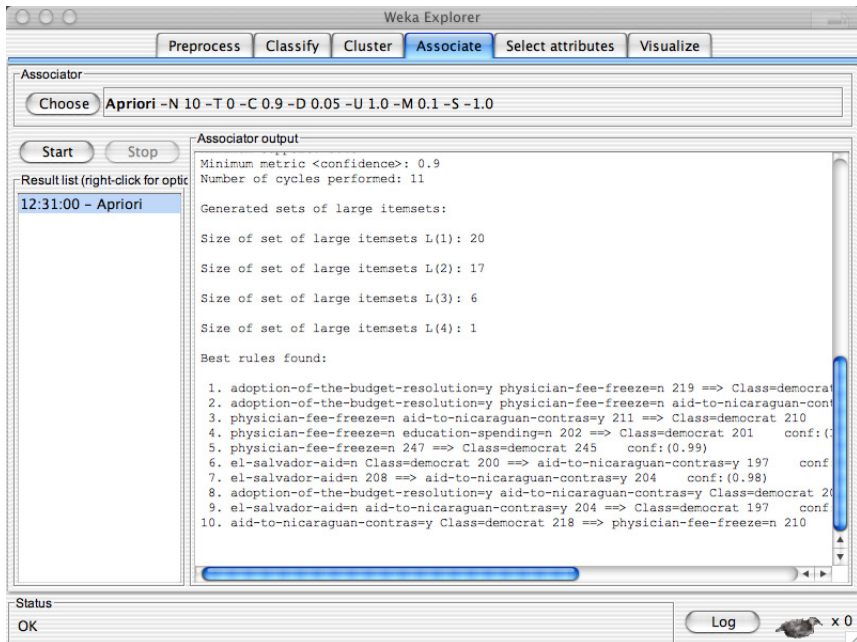 Weka Explorer
Preprocess Classify Cluster Associate Select attributes Visualize
Associator
Choose Apriori -N 10 -T 0 -C 0.9 -D 0.05 -U 1.0 -M 0.1 -S -1.0
Start Stop
Result list (right-click for optic
12:31:00 - Apriori
Associator output
Minimum metric <confidence>: 0.9
Number of cycles performed: 11
Generated sets of large itemsets:
Size of set of large itemsets L(1): 20
Size of set of large itemsets L(2): 17
Size of set of large itemsets L(3): 6
Size of set of large itemsets L(4): 1
Best rules found:
1. adoption-of-the-budget-resolution=y physician-fee-freeze=n 219 ==> Class=democrat
2. adoption-of-the-budget-resolution=y physician-fee-freeze=n aid-to-nicaraguan-cont
3. physician-fee-freeze=n aid-to-nicaraguan-contras=y 211 ==> Class=democrat 210
4. physician-fee-freeze=n education-spending=n 202 ==> Class=democrat 201 conf:(
5. physician-fee-freeze=n 247 ==> Class=democrat 245 conf:(0.99)
6. el-salvador-aid=n Class=democrat 200 ==> aid-to-nicaraguan-contras=y 197 conf
7. el-salvador-aid=n 208 ==> aid-to-nicaraguan-contras=y 204 conf:(0.98)
8. adoption-of-the-budget-resolution=y aid-to-nicaraguan-contras=y Class=democrat 20
9. el-salvador-aid=n aid-to-nicaraguan-contras=y 204 ==> Class=democrat 197 conf
10. aid-to-nicaraguan-contras=y Class=democrat 218 ==> physician-fee-freeze=n 210
Status
OK
Log x 0